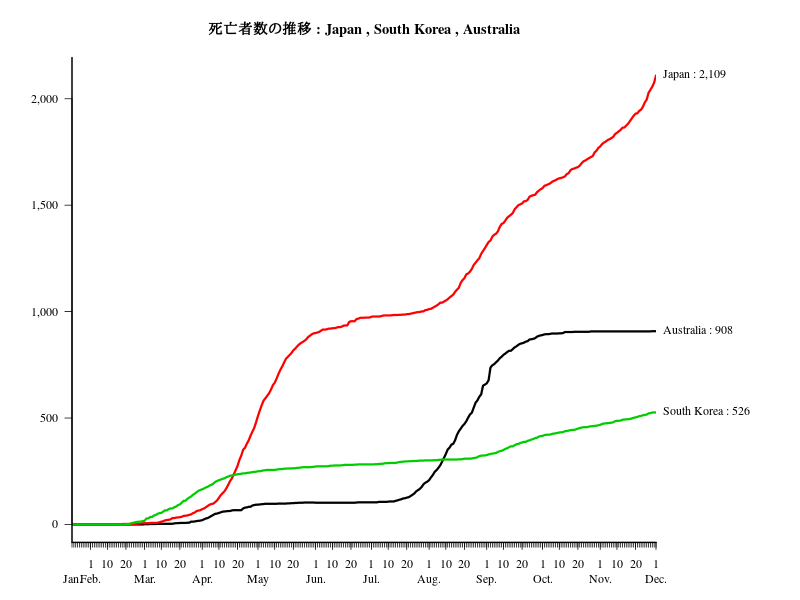 死亡者数の推移 : Japan , South Korea , Australia
Japan : 2,109
2,000
1,500
1,000
Australia : 908
500
South Korea : 526
0
1 10 20 1 10 20 1 10 20 1 10 20 1 10 20 1 10 20 1 10 20 1 10 20 1 10 20 1 10 20 1
Jan. Feb. Mar. Apr. May Jun. Jul. Aug. Sep. Oct. Nov. Dec.